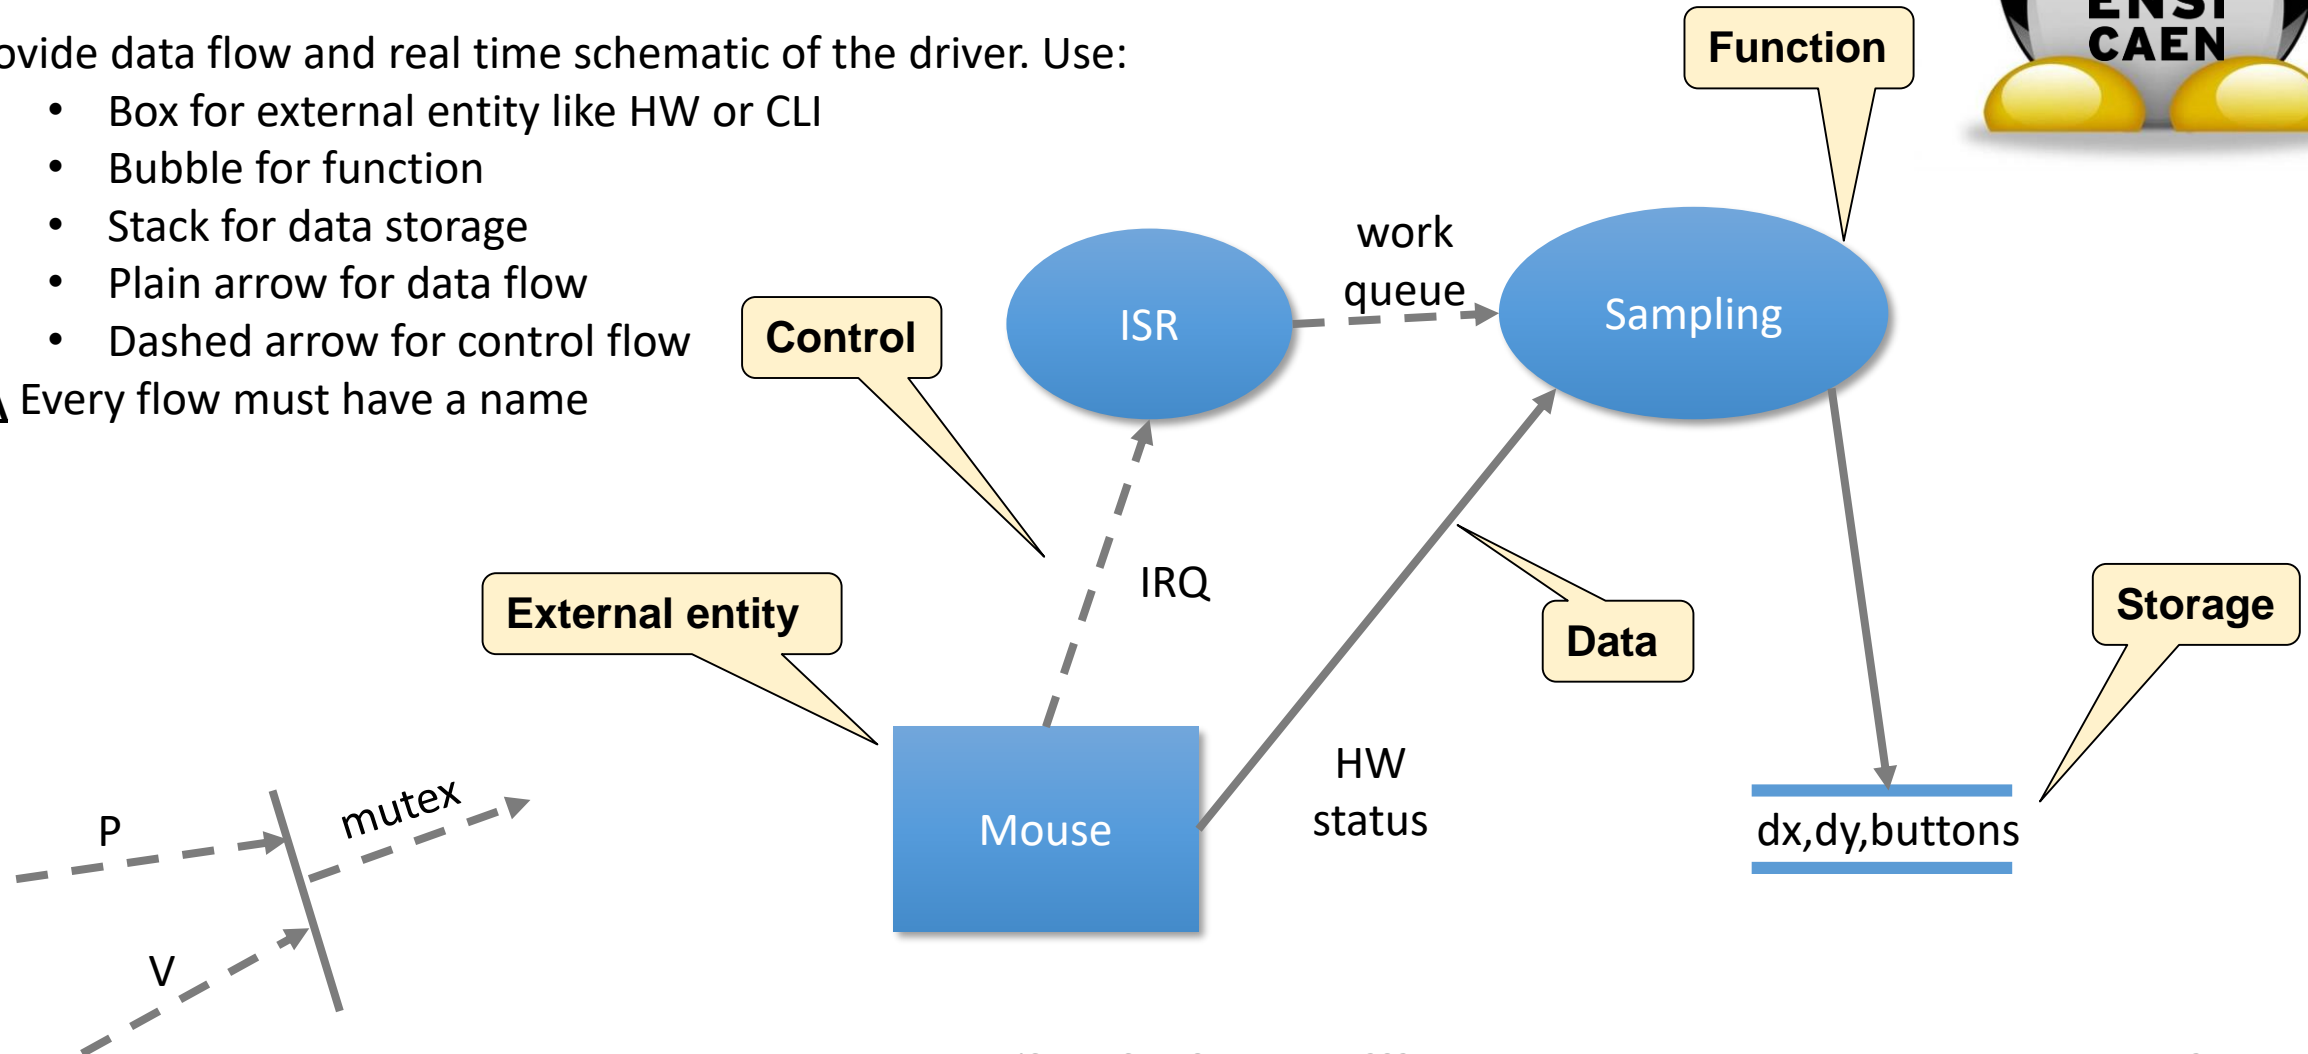 ovide data flow and real time schematic of the driver. Use:
• Box for external entity like HW or CLI
• Bubble for function
• Stack for data storage
• Plain arrow for data flow
• Dashed arrow for control flow
Every flow must have a name
ENSI
CAEN
Function
work
queue
Sampling
ISR
Control
IRQ
External entity
Data
Storage
HW
status
Mouse
dx,dy,buttons
P
mutex
V